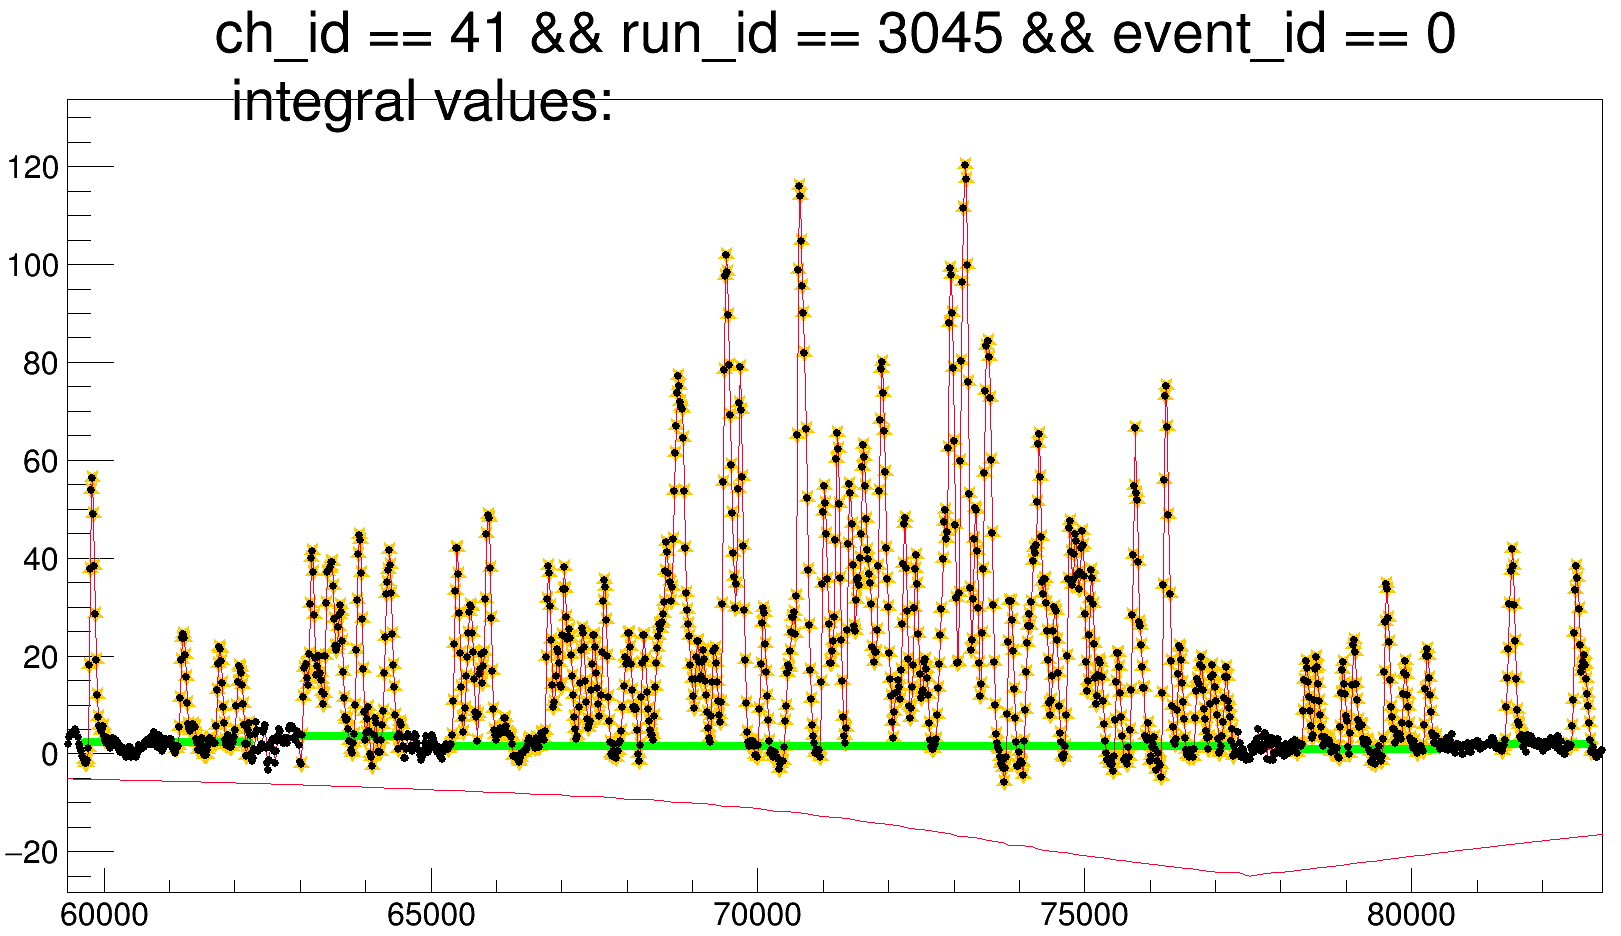 ch_id == 41 && run_id == 3045 && event_id == 0
integral values:
120
100
80
60
40
20
0
−20
60000 65000 70000 75000 80000